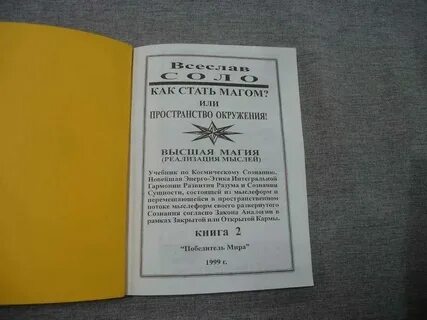 Всеслав
СОЛО
КАК СТАТЬ МАГОМ?
ИЛИ
ПРОСТРАНСТВО ОКРУЖЕНИЯ!
ВЫСШАЯ МАГИЯ
(РЕАЛИЗАЦИЯ МЫСЛЕЙ)
Учебник по Космическому Сознанию.
Новейшая Энерго-Этика Интегральной
Гармонии Развития Разума и Сознания
Сущности, состоящей из мыслеформ и
перемещающейся в пространственном
потоке мыслеформ своего развернутого
Сознания согласно Закона Аналогии в
рамках Закрытой или Открытой Кармы.
книга 2
"Победитель Мира"
1999 г.